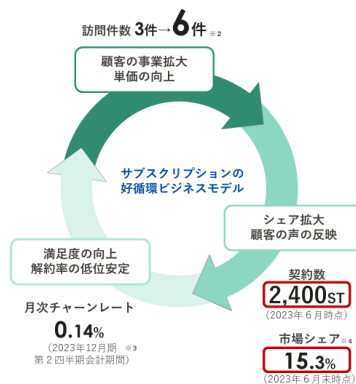 訪問件数 3件→6件 ※2
顧客の事業拡大
単価の向上
サブスクリプションの
好循環ビジネスモデル
シェア拡大
顧客の声の反映
満足度の向上
解約率の低位安定
契約数
2,400ST
(2023年6月時点)
月次チャーンレート
0.14%
(2023年12月期 ※3
第2四半期会計期間)
市場シェア※4
15.3%
(2023年6月末時点)